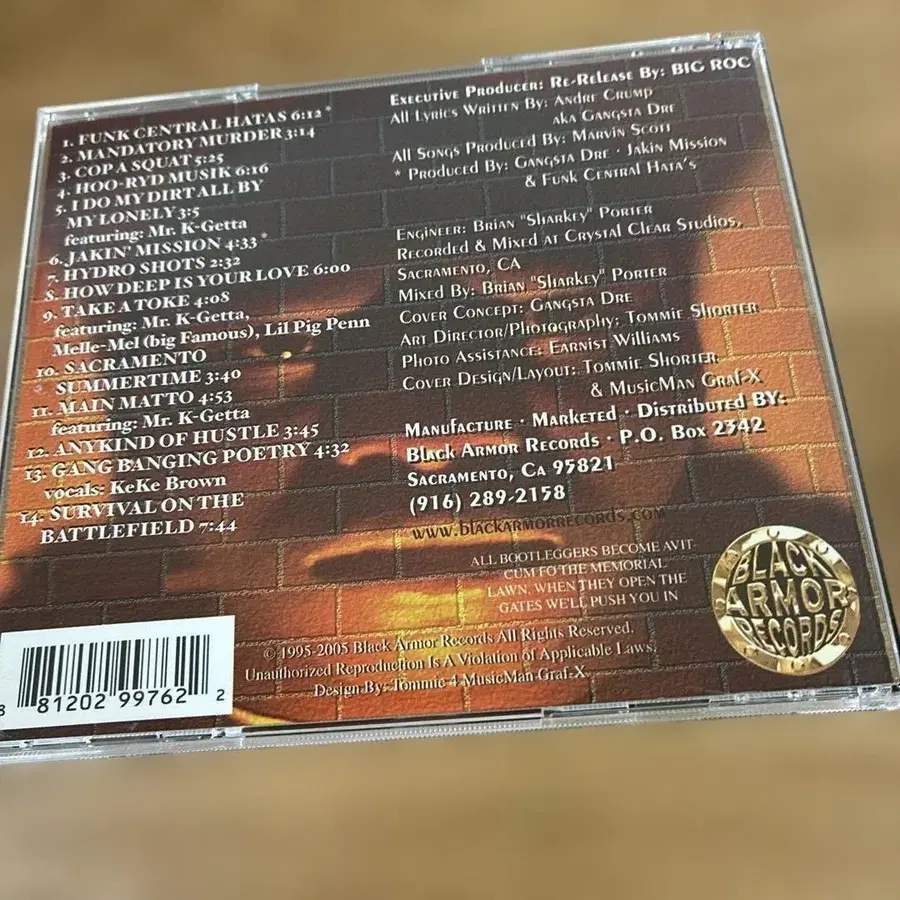 1. FUNK CENTRAL HATAS 6:12*
2. MANDATORY MURDER 3:14
3. COP A SQUAT 5:25
4. HOO-RYD MUSIK 6:16
5. I DO MY DIRT ALL BY
MY LONELY 3:5
featuring: Mr. K-Getta
6. JAKIN' MISSION 4:33*
7. HYDRO SHOTS 2:32
8. HOW DEEP IS YOUR LOVE 6:00
9. TAKE A TOKE 4:08
featuring: Mr. K-Getta,
Melle-Mel (big Famous), Lil Pig Penn
10. SACRAMENTO
SUMMERTIME 3:40
11. MAIN MATTO 4:53
featuring: Mr. K-Getta
12. ANYKIND OF HUSTLE 3:45
13. GANG BANGING POETRY 4:32
vocals: KeKe Brown
14. SURVIVAL ON THE
BATTLEFIELD 7:44
Executive Producer: Re-Release By: BIG ROC
All Lyrics Written By: Andre Crump
aka Gangsta Dre
All Songs Produced By: Marvin Scott
* Produced By: Gangsta Dre · Jakin Mission
& Funk Central Hata's
Engineer: Brian "Sharkey" Porter
Recorded & Mixed at Crystal Clear Studios,
Sacramento, CA
Mixed By: Brian "Sharkey" Porter
Cover Concept: Gangsta Dre
Art Director/Photography: Tommie Shorter
Photo Assistance: Earnist Williams
Cover Design/Layout: Tommie Shorter
& MusicMan Graf-X
Manufacture · Marketed · Distributed By:
Black Armor Records · P.O. Box 2342
Sacramento, Ca 95821
(916) 289-2158
www.blackarmorrecords.com
ALL BOOTLEGGERS BECOME AVIT-
CUM FO THE MEMORIAL
LAWN, WHEN THEY OPEN THE
GATES WE'LL PUSH YOU IN
BLACK
ARMOR
RECORDS
© 1995-2005 Black Armor Records All Rights Reserved.
Unauthorized Reproduction Is A Violation of Applicable Laws.
Design By: Tommie 4 MusicMan Graf-X
8 81202 99762 2